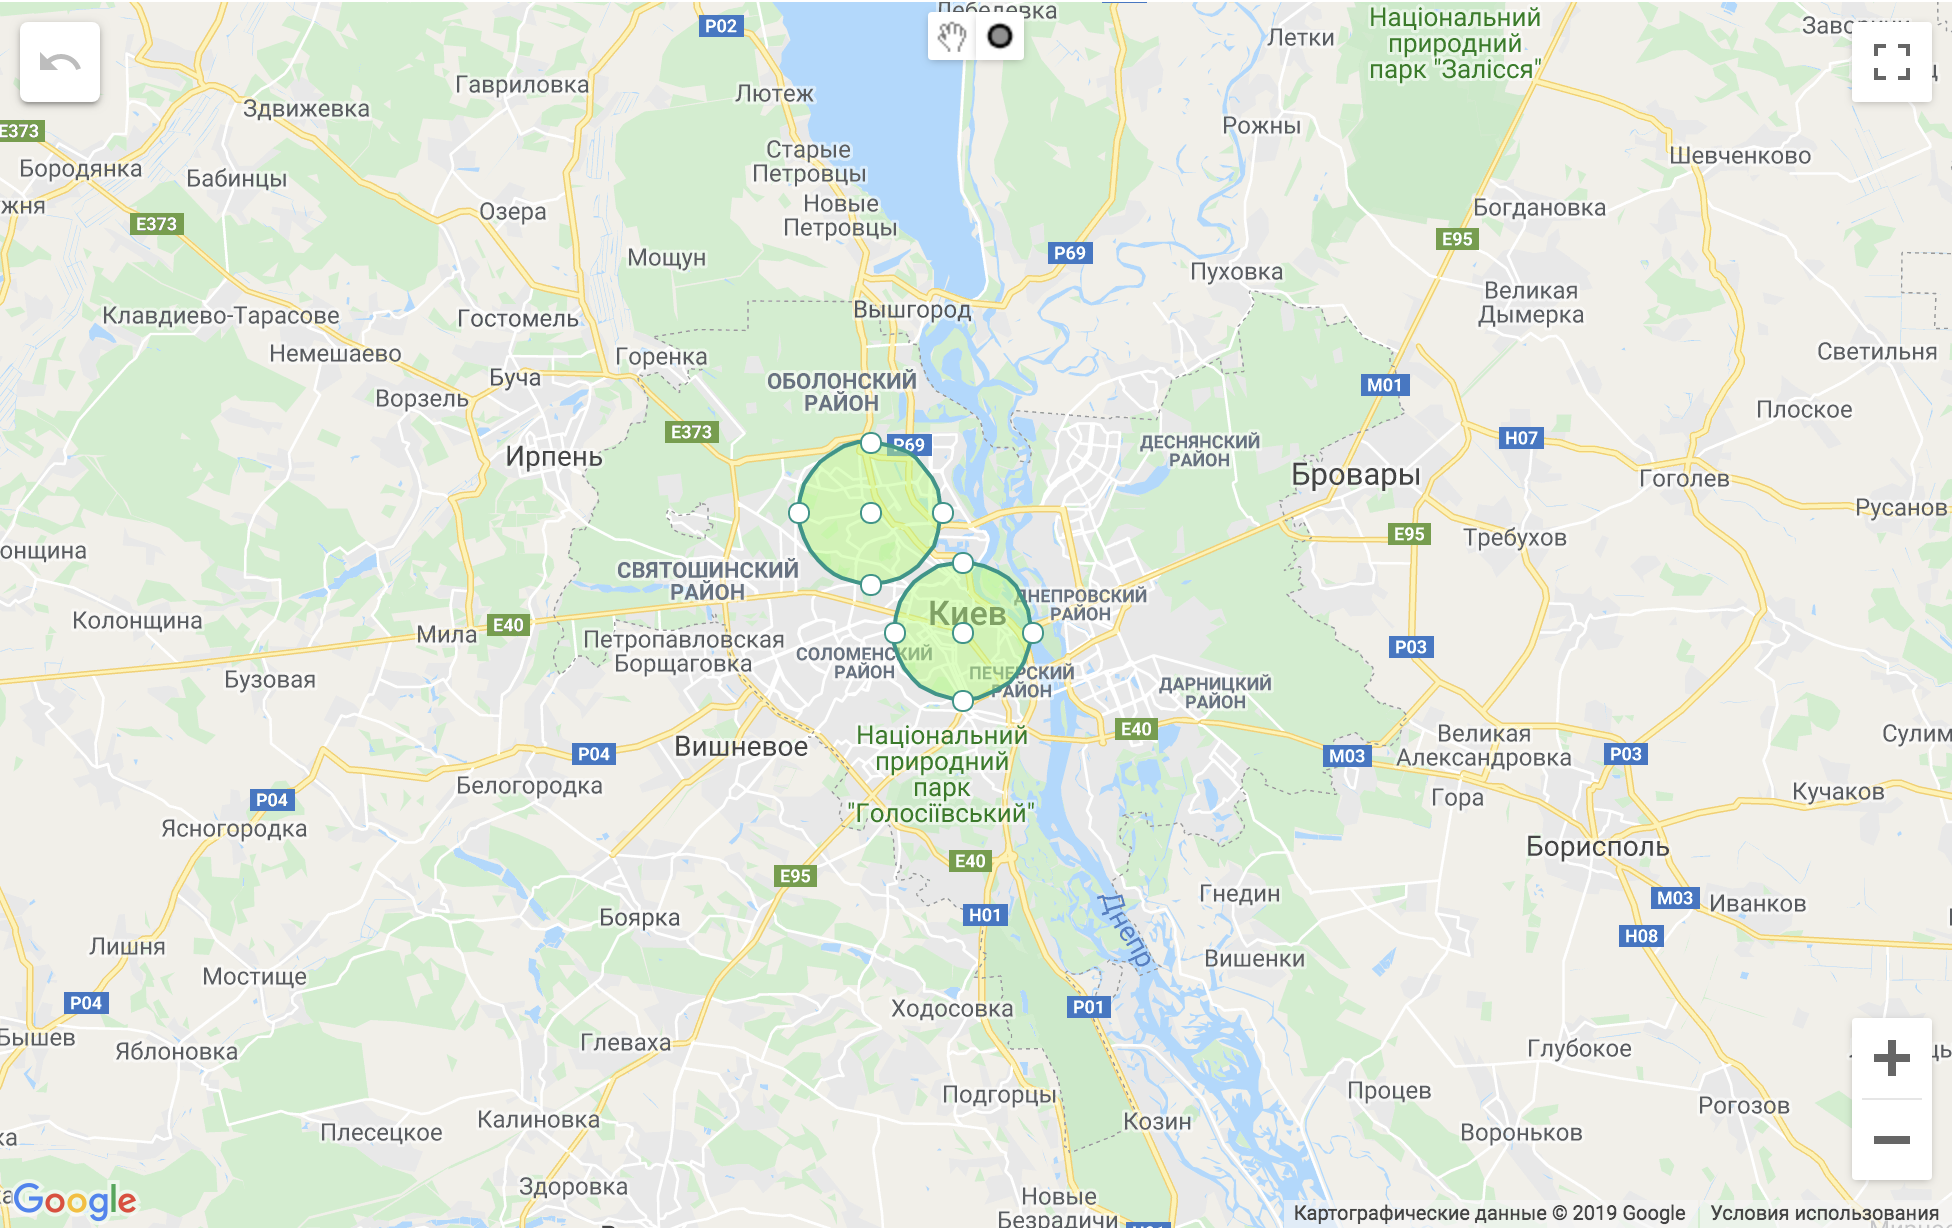 Лебедевка
Національний
природний
парк "Залісся"
P02
Летки
Гавриловка
Лютеж
Здвижевка
E373
Рожны
Старые
Петровцы
Шевченково
Бородянка
Бабинцы
Новые
Петровцы
Озера
Богдановка
E373
E95
P69
Мощун
Пуховка
Великая
Дымерка
Клавдиево-Тарасове
Гостомель
Вышгород
Немешаево
Горенка
Светильня
Буча
ОБОЛОНСКИЙ
РАЙОН
M01
Ворзель
Плоское
E373
P69
ДЕСНЯНСКИЙ
РАЙОН
H07
Ирпень
Бровары
Гоголев
Русанов
E95
Требухов
СВЯТОШИНСКИЙ
РАЙОН
Киев
ДНЕПРОВСКИЙ
РАЙОН
Колонщина
Мила
E40
Петропавловская
Борщаговка
СОЛОМЕНСКИЙ
РАЙОН
P03
Бузовая
ПЕЧЕРСКИЙ
РАЙОН
ДАРНИЦКИЙ
РАЙОН
E40
Національний
природний
парк
"Голосіївський"
Вишневое
P04
M03
Великая
Александровка
P03
Белогородка
Гора
Кучаков
P04
Ясногородка
Борисполь
E40
E95
Гнедин
M03
Иванков
Боярка
H01
Днепр
H08
Лишня
Вишенки
Мостище
P04
Ходосовка
P01
Бышев
Яблоновка
Глеваха
Глубокое
Подгорцы
Процев
Рогозов
Калиновка
Козин
Плесецкое
Вороньков
Здоровка
Новые
Безрадичи
Google
Картографические данные © 2019 Google
Условия использования